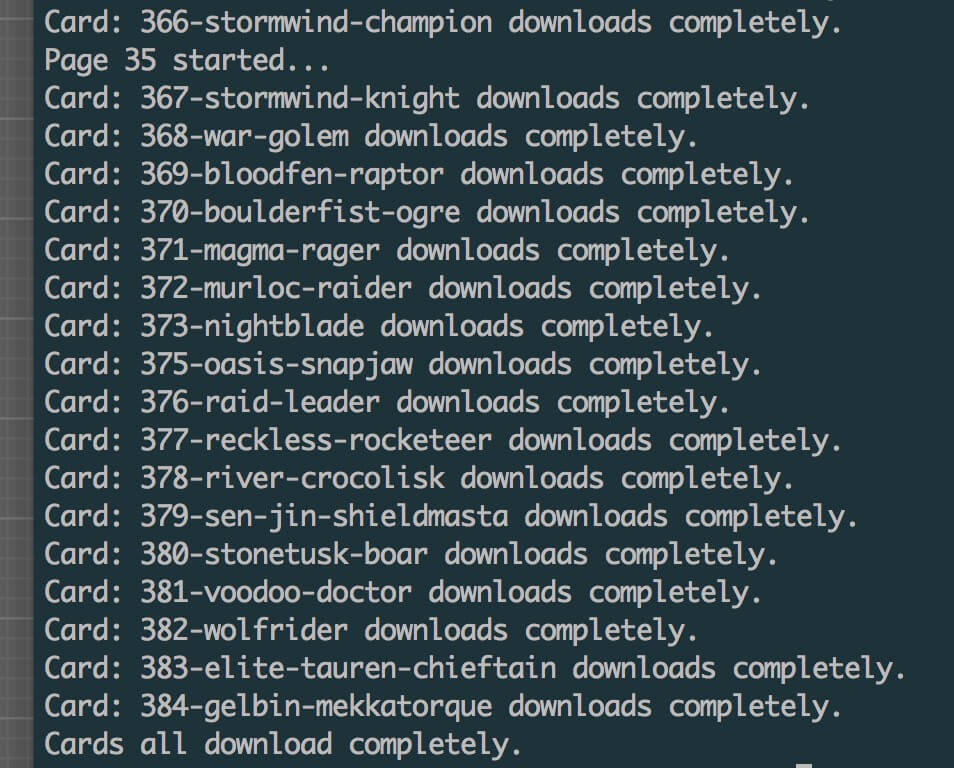 Card: 366-stormwind-champion downloads completely.
Page 35 started...
Card: 367-stormwind-knight downloads completely.
Card: 368-war-golem downloads completely.
Card: 369-bloodfen-raptor downloads completely.
Card: 370-boulderfist-ogre downloads completely.
Card: 371-magma-rager downloads completely.
Card: 372-murloc-raider downloads completely.
Card: 373-nightblade downloads completely.
Card: 375-oasis-snapjaw downloads completely.
Card: 376-raid-leader downloads completely.
Card: 377-reckless-rocketeer downloads completely.
Card: 378-river-crocolisk downloads completely.
Card: 379-sen-jin-shieldmasta downloads completely.
Card: 380-stonetusk-boar downloads completely.
Card: 381-voodoo-doctor downloads completely.
Card: 382-wolfrider downloads completely.
Card: 383-elite-tauren-chieftain downloads completely.
Card: 384-gelbin-mekkatorque downloads completely.
Cards all download completely.